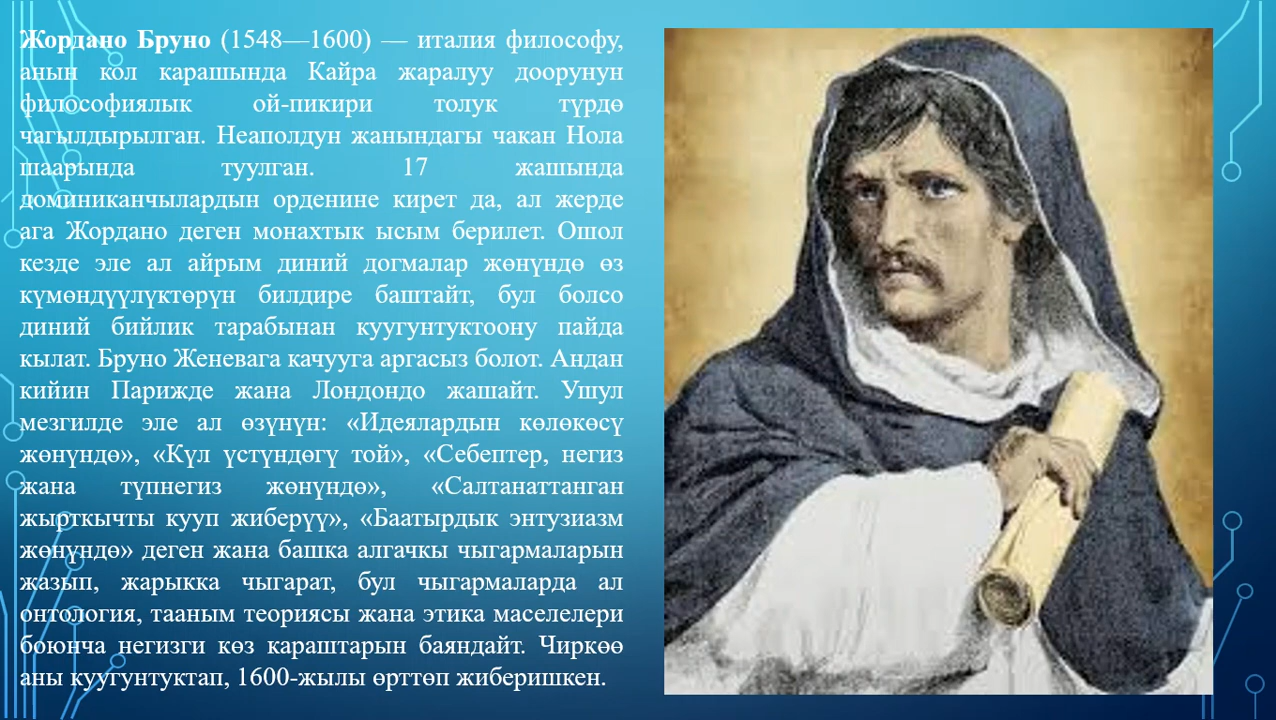 Жордано Бруно (1548—1600) — италия философу,
анын кол карашында Кайра жаралуу доорунун
философиялык ой-пикири толук түрдө
чагылдырылган. Неаполдун жанындагы чакан Нола
шаарында туулган. 17 жашында
доминиканчылардын орденине кирет да, ал жерде
ага Жордано деген монахтык ысым берилет. Ошол
кезде эле ал айрым диний догмалар жөнүндө өз
күмөндүүлүктөрүн билдире баштайт, бул болсо
диний бийлик тарабынан куугунтуктоону пайда
кылат. Бруно Женевага качууга аргасыз болот. Андан
кийин Парижде жана Лондондо жашайт. Ушул
мезгилде эле ал өзүнүн: «Идеялардын көлөкөсү
жөнүндө», «Күл үстүндөгү той», «Себептер, негиз
жана түпнегиз жөнүндө», «Салтанаттанган
жырткычты кууп жиберүү», «Баатырдык энтузиазм
жөнүндө» деген жана башка алгачкы чыгармаларын
жазып, жарыкка чыгарат, бул чыгармаларда ал
онтология, тааным теориясы жана этика маселелери
боюнча негизги көз караштарын баяндайт. Чиркөө
аны куугунтуктап, 1600-жылы өрттөп жиберишкен.